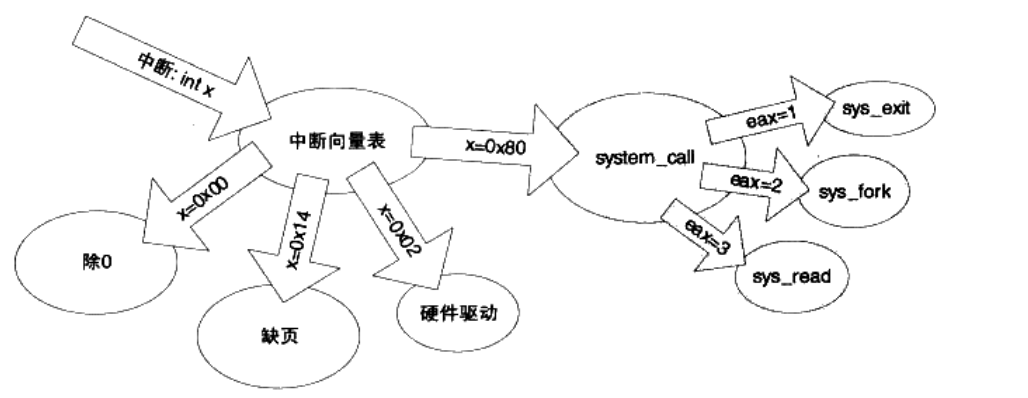 中断: int x
中断向量表
x=0x80
system_call
eax=1
sys_exit
eax=2
sys_fork
eax=3
sys_read
x=0x00
除0
x=0x14
缺页
x=0x02
硬件驱动